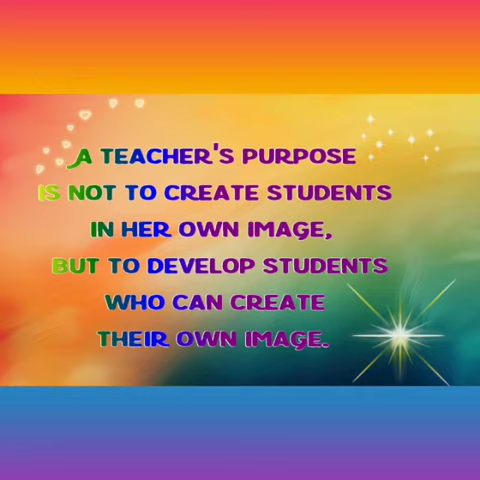 A TEACHER'S PURPOSE
IS NOT TO CREATE STUDENTS
IN HER OWN IMAGE,
BUT TO DEVELOP STUDENTS
WHO CAN CREATE
THEIR OWN IMAGE.